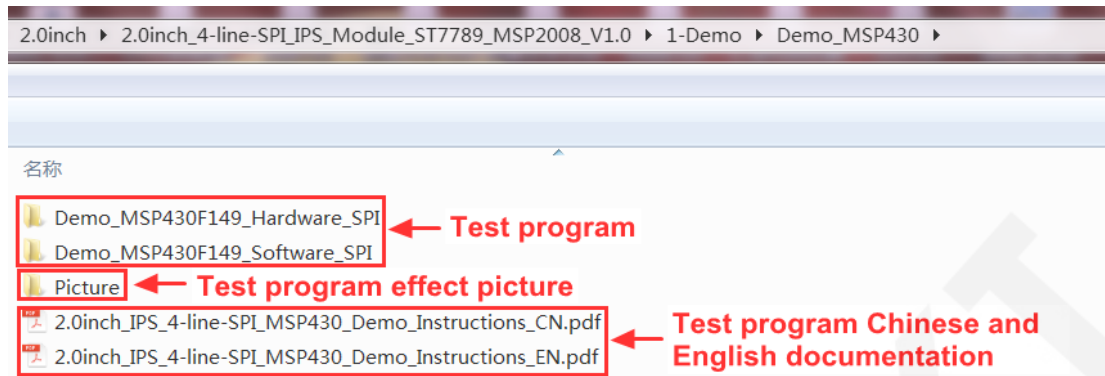 2.0inch ▸ 2.0inch_4-line-SPI_IPS_Module_ST7789_MSP2008_V1.0 ▸ 1-Demo ▸ Demo_MSP430 ▸
名称
Demo_MSP430F149_Hardware_SPI
Test program
Demo_MSP430F149_Software_SPI
Picture
Test program effect picture
2.0inch_IPS_4-line-SPI_MSP430_Demo_Instructions_CN.pdf
Test program Chinese and
English documentation
2.0inch_IPS_4-line-SPI_MSP430_Demo_Instructions_EN.pdf